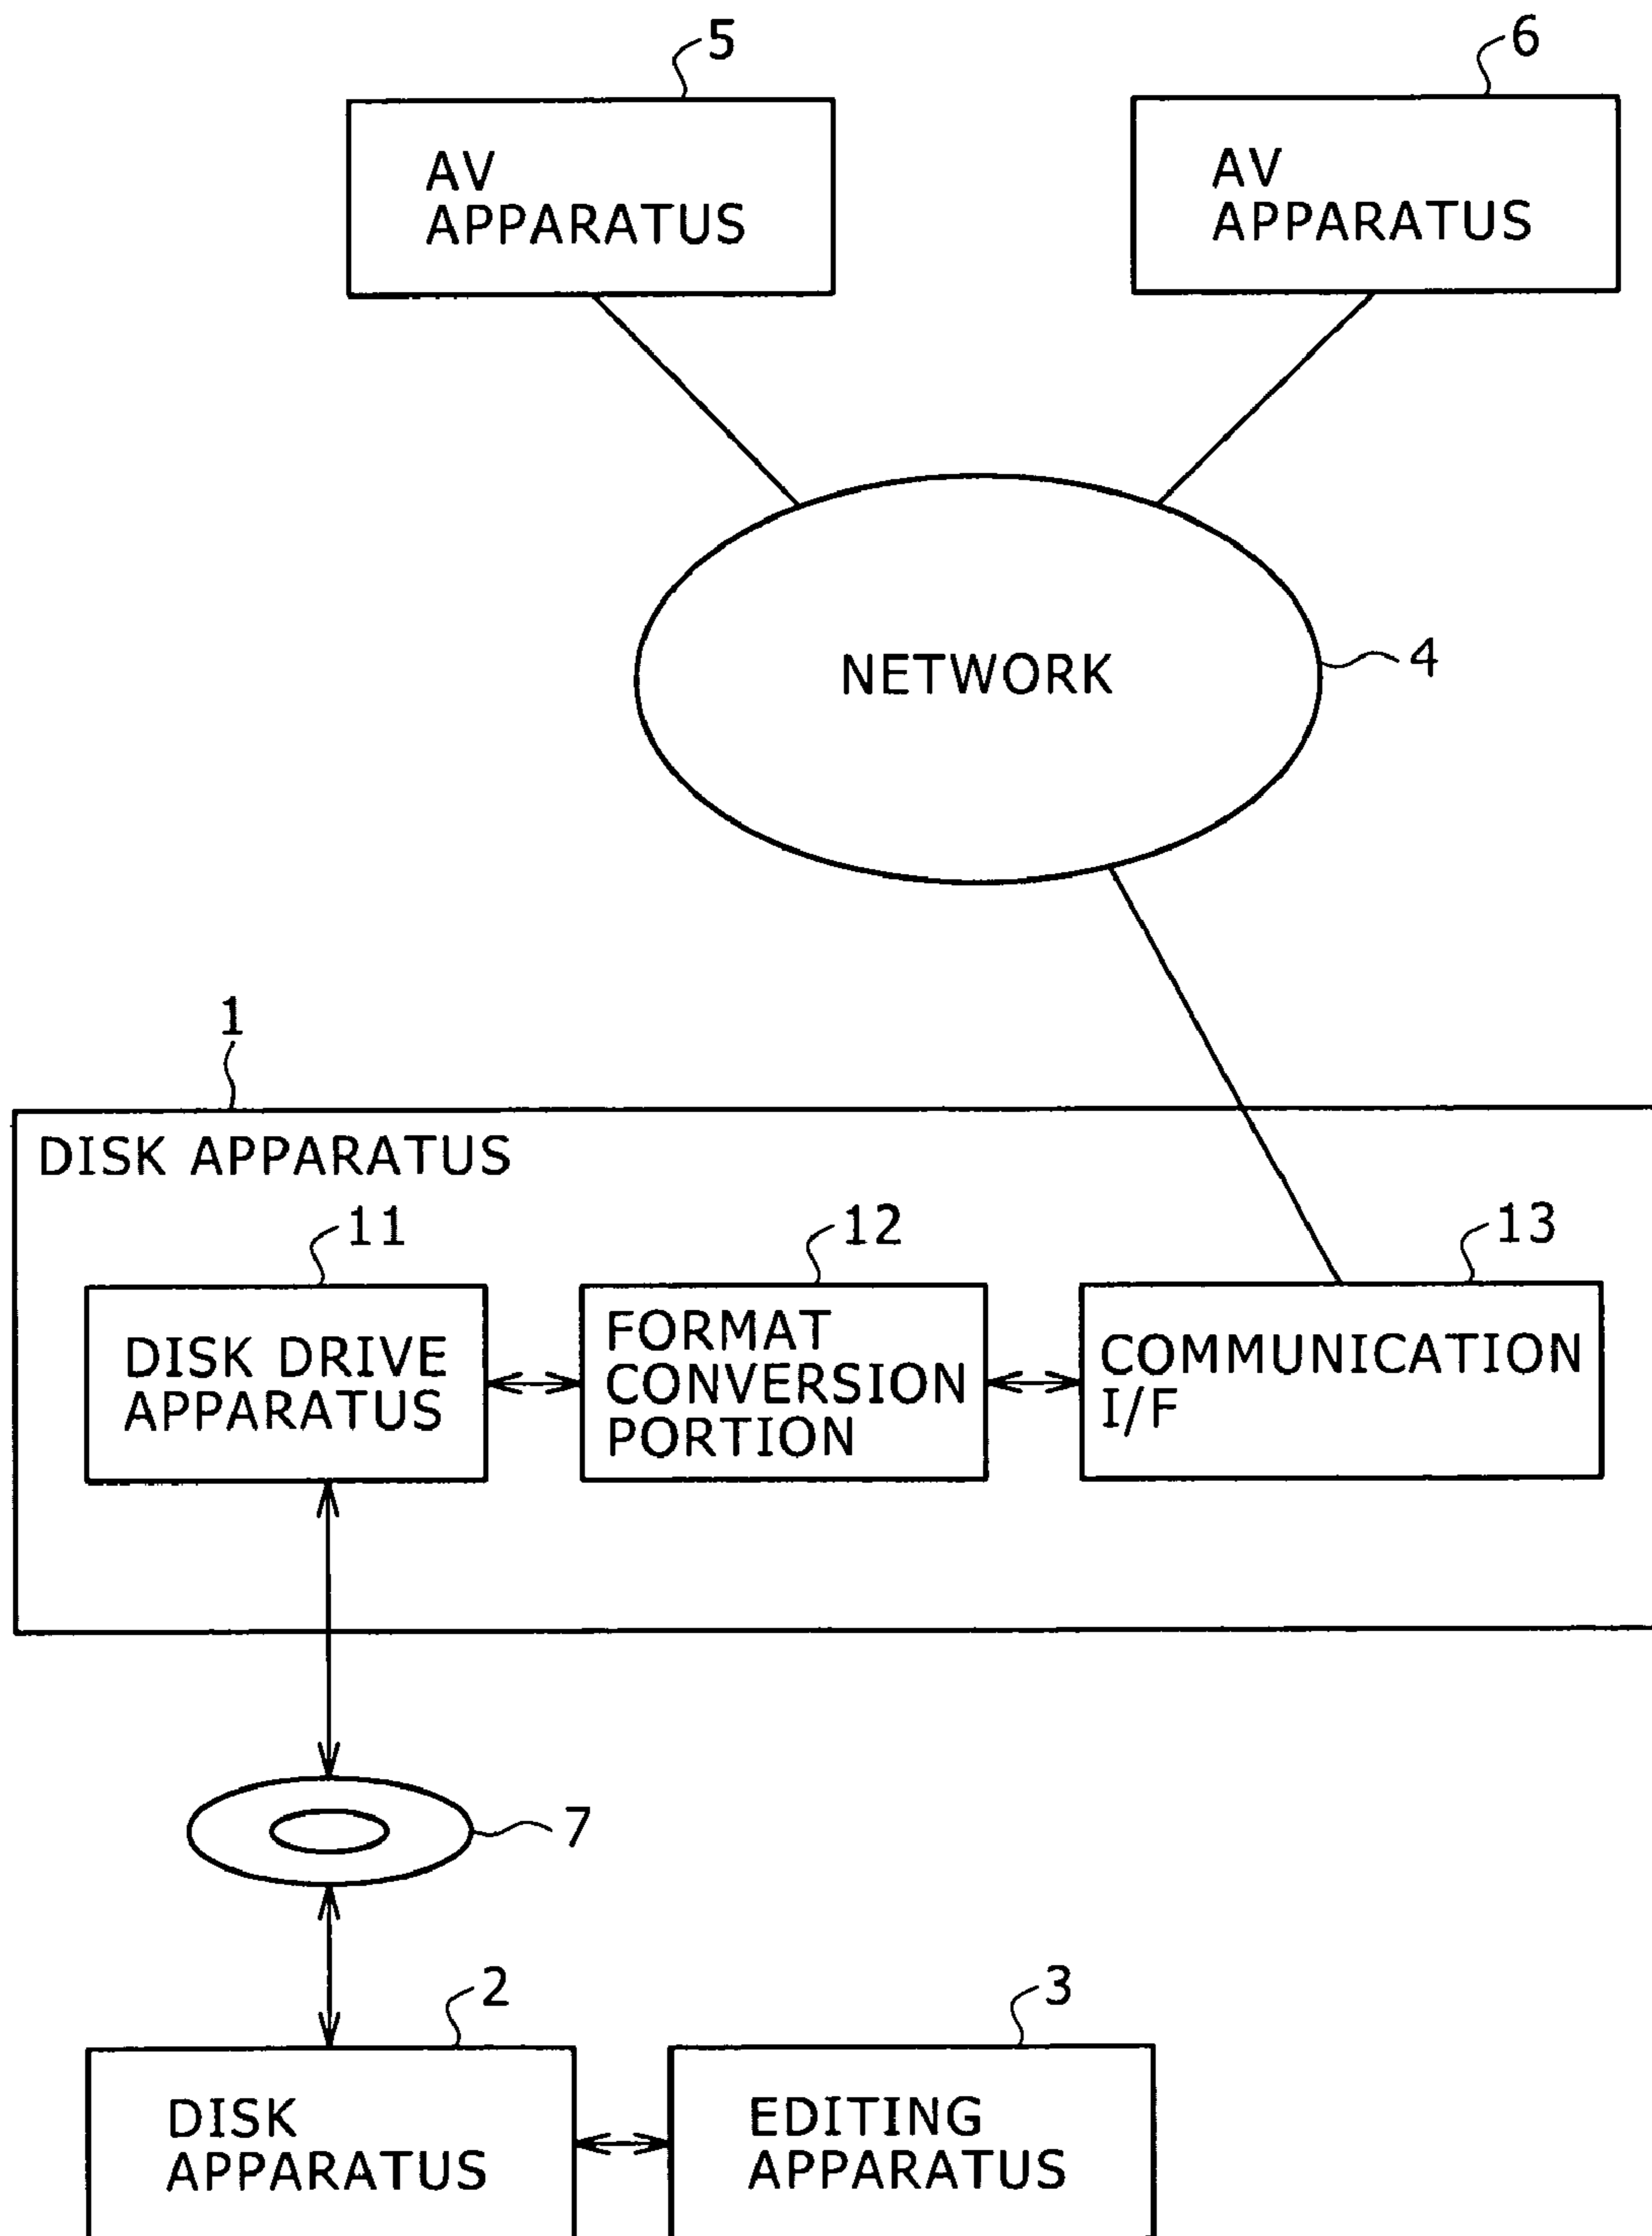 5
6
AV
APPARATUS
AV
APPARATUS
NETWORK
4
1
DISK APPARATUS
11
12
13
DISK DRIVE
APPARATUS
FORMAT
CONVERSION
PORTION
COMMUNICATION
I/F
7
2
3
DISK
APPARATUS
EDITING
APPARATUS